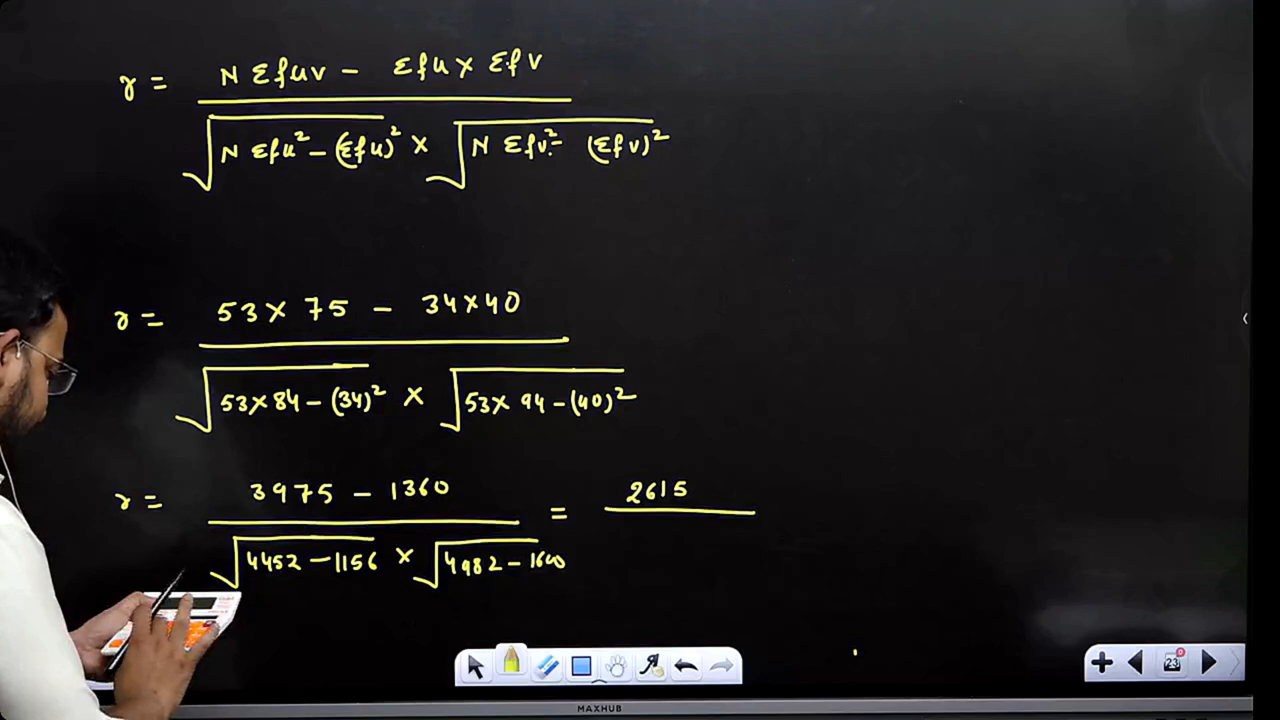 r = N Σfuv − Σfu × Σfv
√N Σfu² − (Σfu)² × √N Σfv² − (Σfv)²
r = 53 × 75 − 34 × 40
√53 × 84 − (34)² × √53 × 94 − (40)²
r = 3975 − 1360 = 2615
√4452 − 1156 × √4982 − 1600
23
MAXHUB